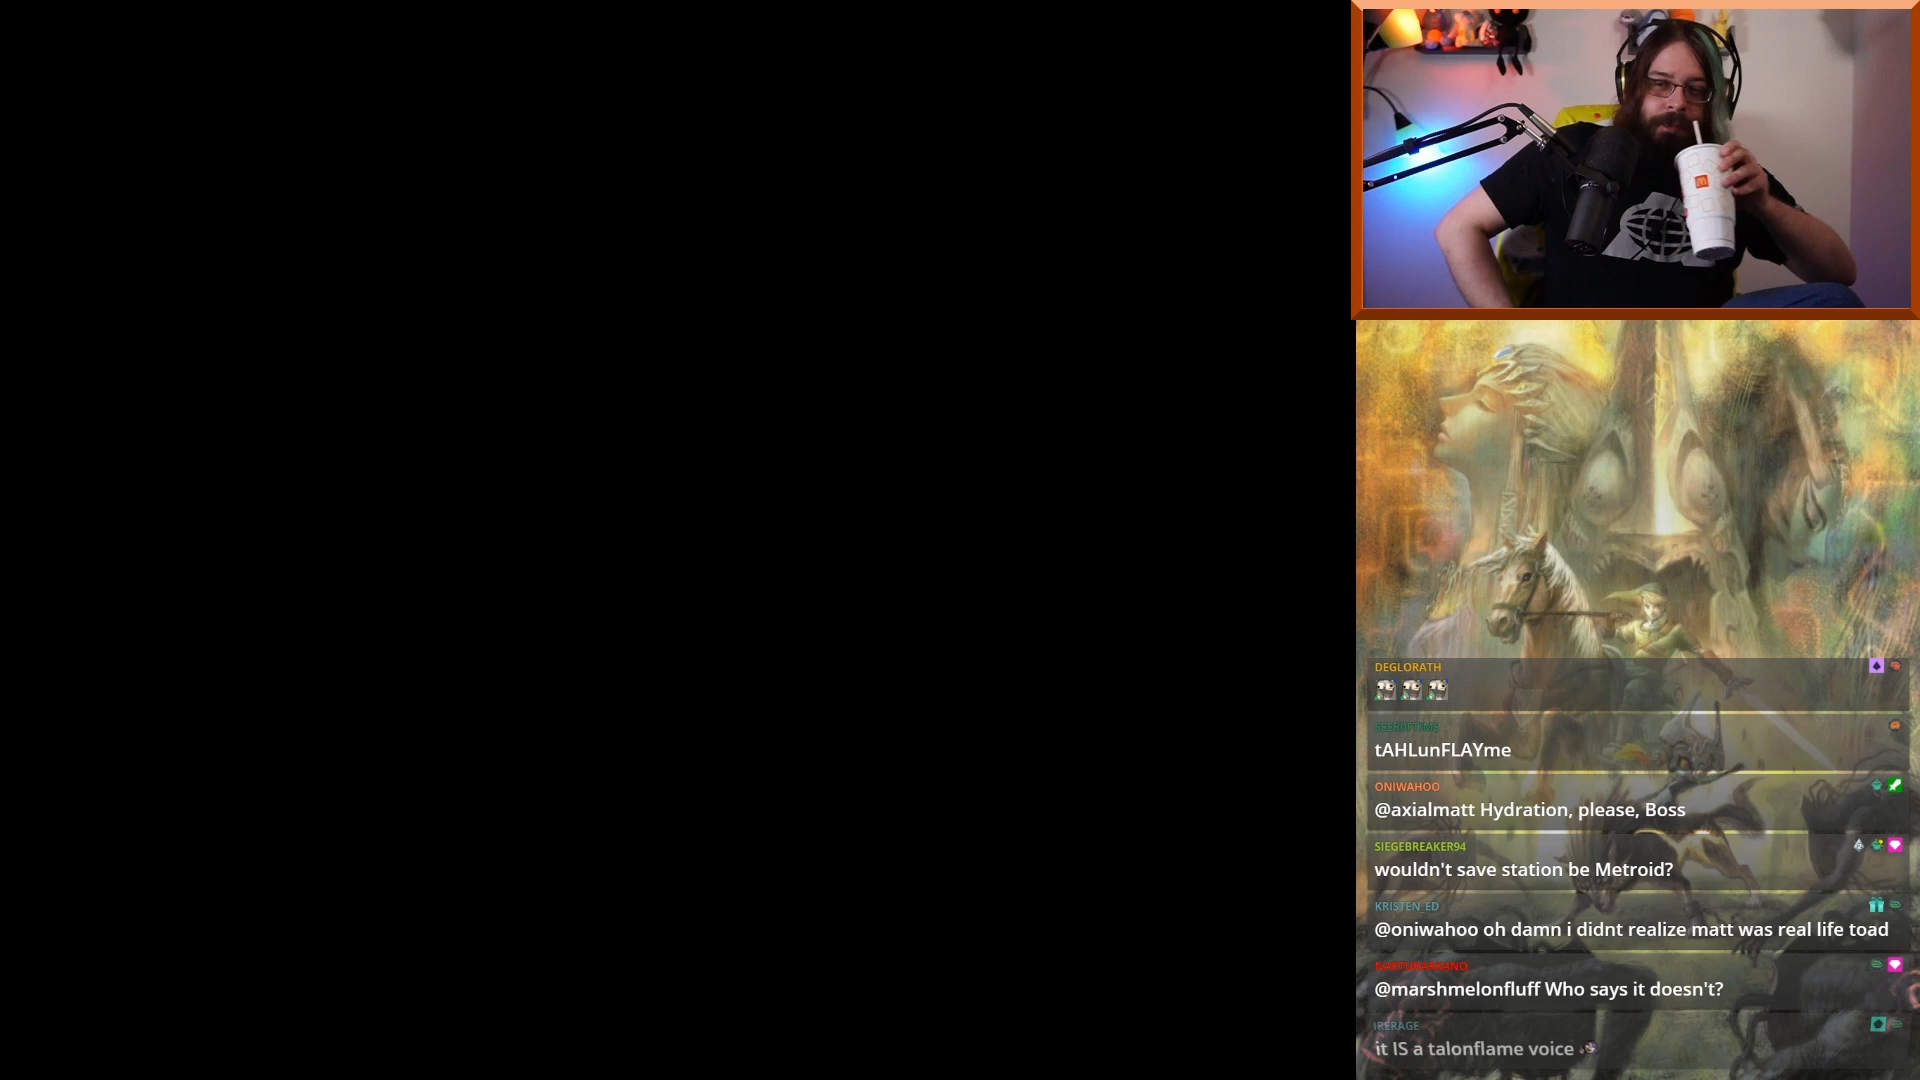 DEGLORATH
tAHLunFLAYme
ONIWAHOO
@axialmatt Hydration, please, Boss
SIEGEBREAKER94
wouldn't save station be Metroid?
KRISTEN_ED
@oniwahoo oh damn i didnt realize matt was real life toad
@marshmelonfluff Who says it doesn't?
IRERAGE
it IS a talonflame voice